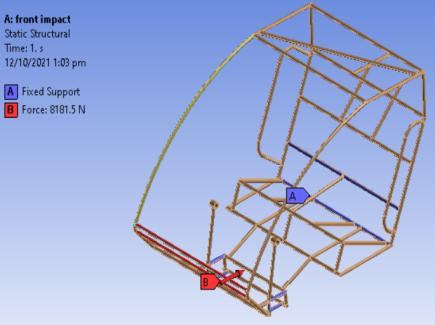 A: front impact
Static Structural
Time: 1. s
12/10/2021 1:03 pm
A Fixed Support
B Force: 8181.5 N
A
B